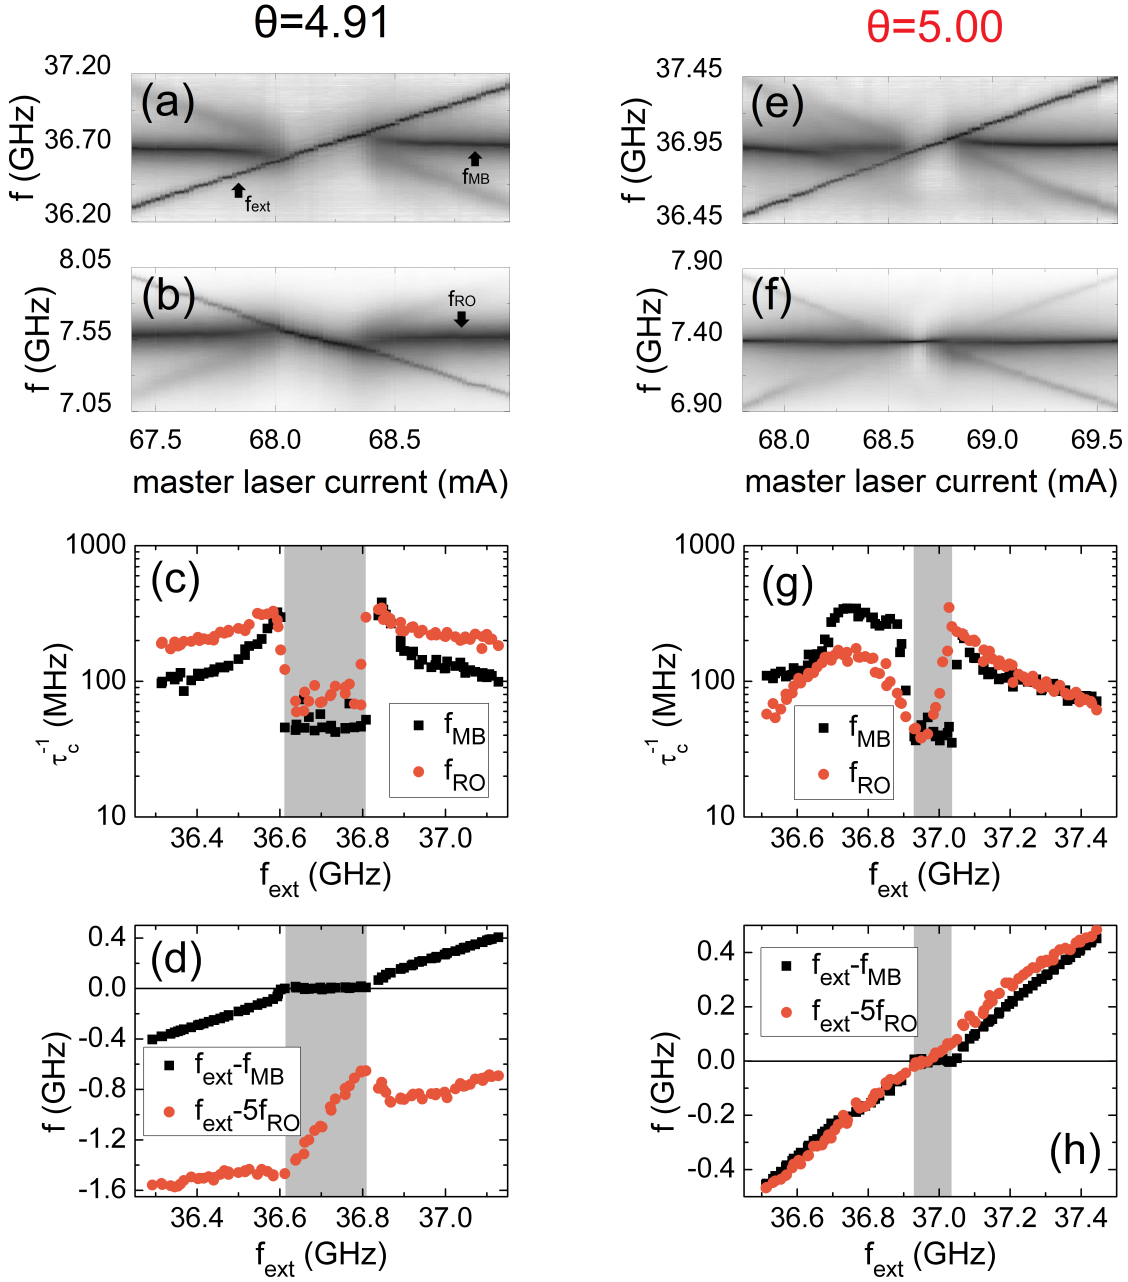 θ=4.91
θ=5.00
(a)
f (GHz)
37.20
36.70
36.20
fext
fMB
(e)
f (GHz)
37.45
36.95
36.45
(b)
f (GHz)
8.05
7.55
7.05
fRO
67.5 68.0 68.5
master laser current (mA)
(f)
f (GHz)
7.90
7.40
6.90
68.0 68.5 69.0 69.5
master laser current (mA)
(c)
τc-1 (MHz)
1000
100
10
fMB
fRO
36.4 36.6 36.8 37.0
fext (GHz)
(g)
τc-1 (MHz)
1000
100
10
fMB
fRO
36.6 36.8 37.0 37.2 37.4
fext (GHz)
(d)
f (GHz)
0.4
0.0
-0.4
-0.8
-1.2
-1.6
fext-fMB
fext-5fRO
36.4 36.6 36.8 37.0
fext (GHz)
(h)
f (GHz)
0.4
0.2
0.0
-0.2
-0.4
fext-fMB
fext-5fRO
36.6 36.8 37.0 37.2 37.4
fext (GHz)